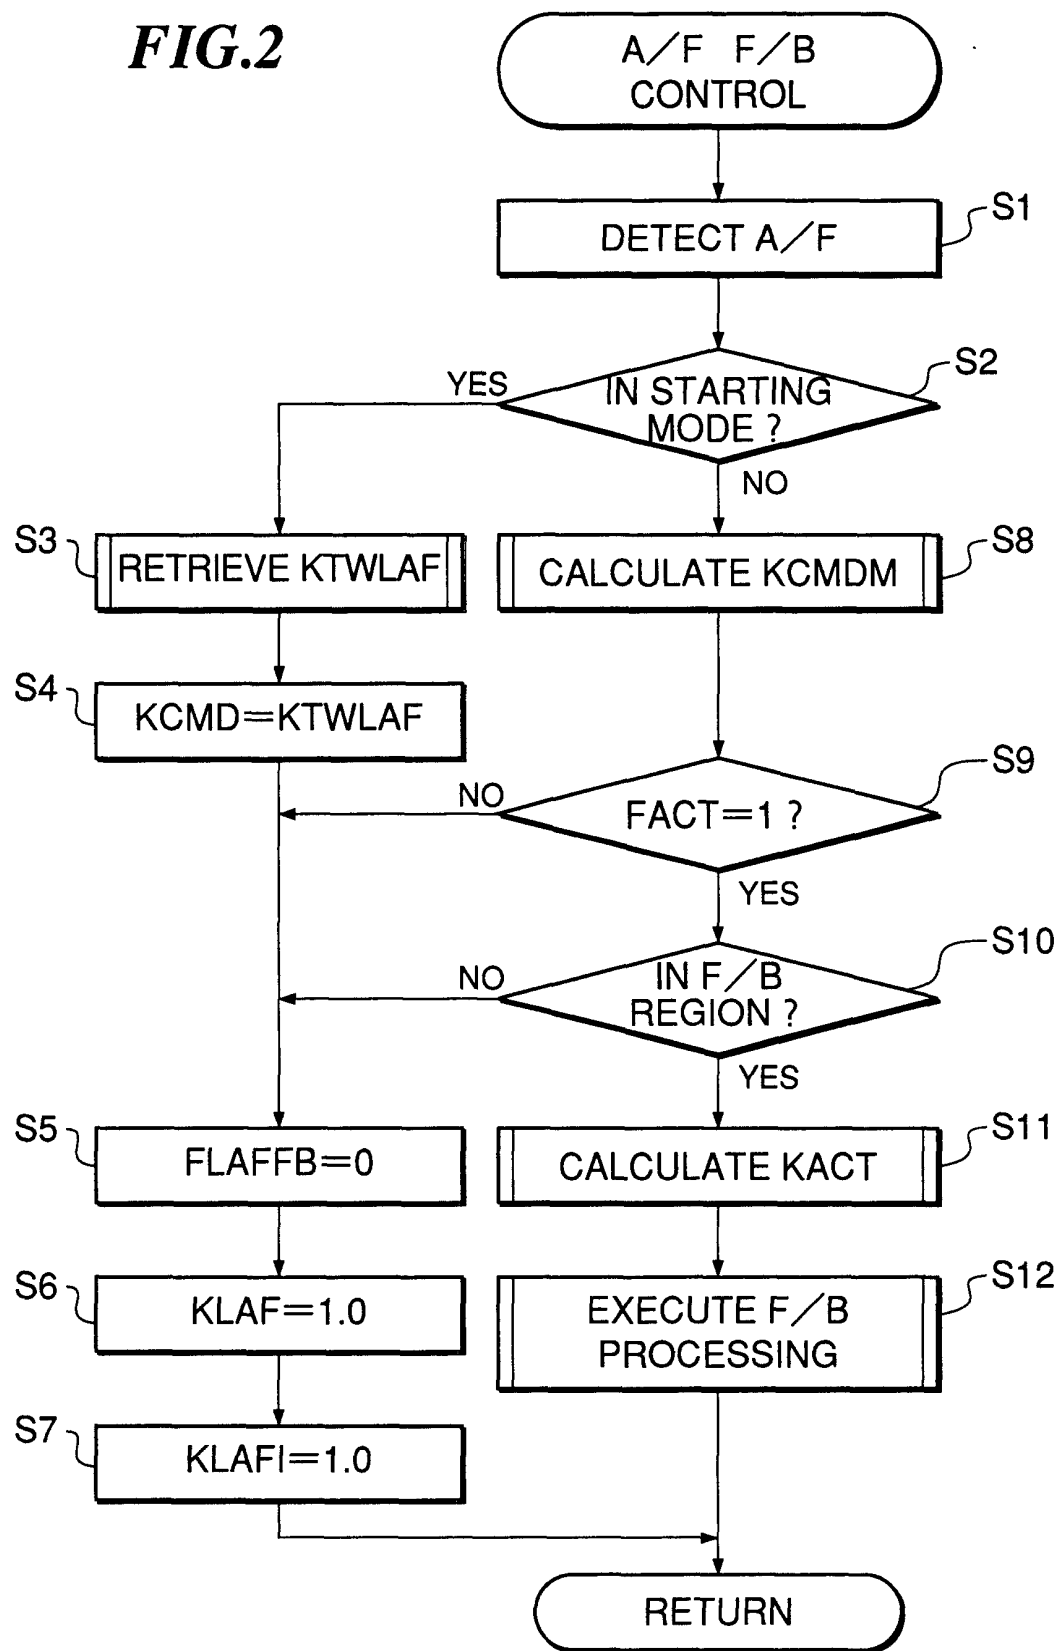 FIG.2
A/F F/B
CONTROL
S1
DETECT A/F
S2
YES
IN STARTING
MODE ?
NO
S3
RETRIEVE KTWLAF
S8
CALCULATE KCMDM
S4
KCMD=KTWLAF
S9
NO
FACT=1 ?
YES
S10
NO
IN F/B
REGION ?
YES
S5
FLAFFB=0
S11
CALCULATE KACT
S6
KLAF=1.0
S12
EXECUTE F/B
PROCESSING
S7
KLAFI=1.0
RETURN